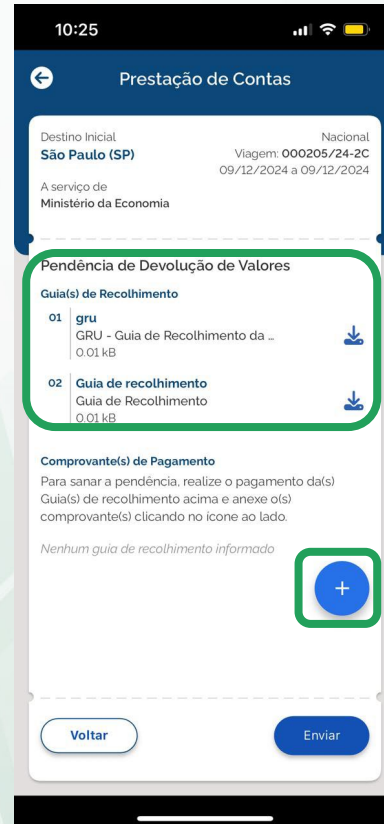 10:25
Prestação de Contas
Destino Inicial
São Paulo (SP)
Nacional
Viagem: 000205/24-2C
09/12/2024 a 09/12/2024
A serviço de
Ministério da Economia
Pendência de Devolução de Valores
Guia(s) de Recolhimento
01 gru
GRU - Guia de Recolhimento da ...
0.01 kB
02 Guia de recolhimento
Guia de Recolhimento
0.01 kB
Comprovante(s) de Pagamento
Para sanar a pendência, realize o pagamento da(s)
Guia(s) de recolhimento acima e anexe o(s)
comprovante(s) clicando no ícone ao lado.
Nenhum guia de recolhimento informado
+
Voltar
Enviar